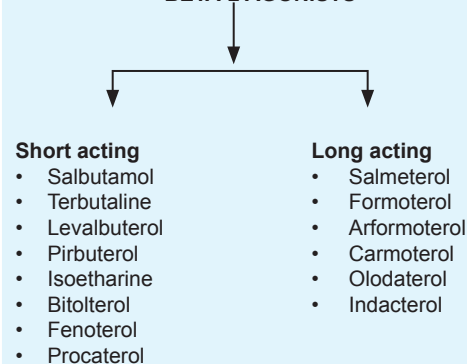 Short acting
• Salbutamol
• Terbutaline
• Levalbuterol
• Pirbuterol
• Isoetharine
• Bitolterol
• Fenoterol
• Procaterol
Long acting
• Salmeterol
• Formoterol
• Arformoterol
• Carmoterol
• Olodaterol
• Indacterol